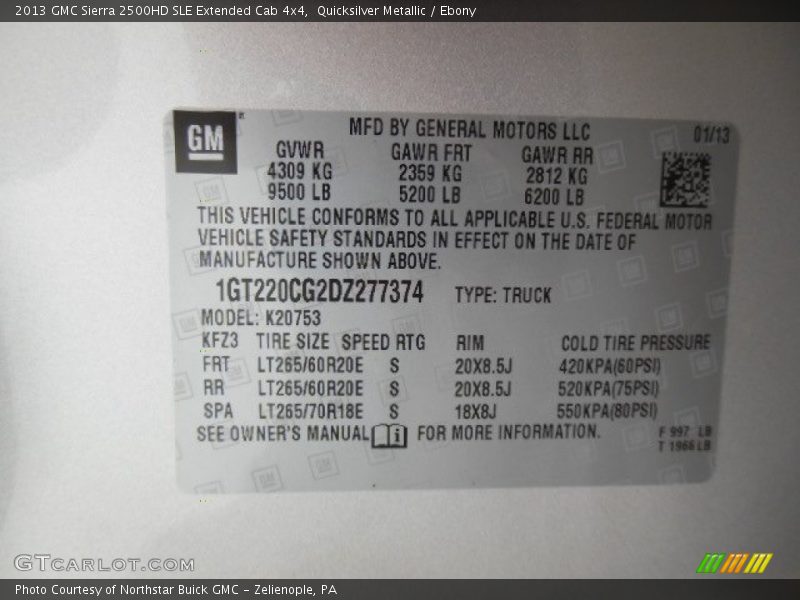 2013 GMC Sierra 2500HD SLE Extended Cab 4x4, Quicksilver Metallic / Ebony
GM
MFD BY GENERAL MOTORS LLC 01/13
GVWR GAWR FRT GAWR RR
4309 KG 2359 KG 2812 KG
9500 LB 5200 LB 6200 LB
THIS VEHICLE CONFORMS TO ALL APPLICABLE U.S. FEDERAL MOTOR
VEHICLE SAFETY STANDARDS IN EFFECT ON THE DATE OF
MANUFACTURE SHOWN ABOVE.
1GT220CG2DZ277374 TYPE: TRUCK
MODEL: K20753
KFZ3 TIRE SIZE SPEED RTG RIM COLD TIRE PRESSURE
FRT LT265/60R20E S 20X8.5J 420KPA(60PSI)
RR LT265/60R20E S 20X8.5J 520KPA(75PSI)
SPA LT265/70R18E S 18X8J 550KPA(80PSI)
SEE OWNER'S MANUAL i FOR MORE INFORMATION.
F 997 LB
T 1966 LB
GTCARLOT.COM
Photo Courtesy of Northstar Buick GMC - Zelienople, PA